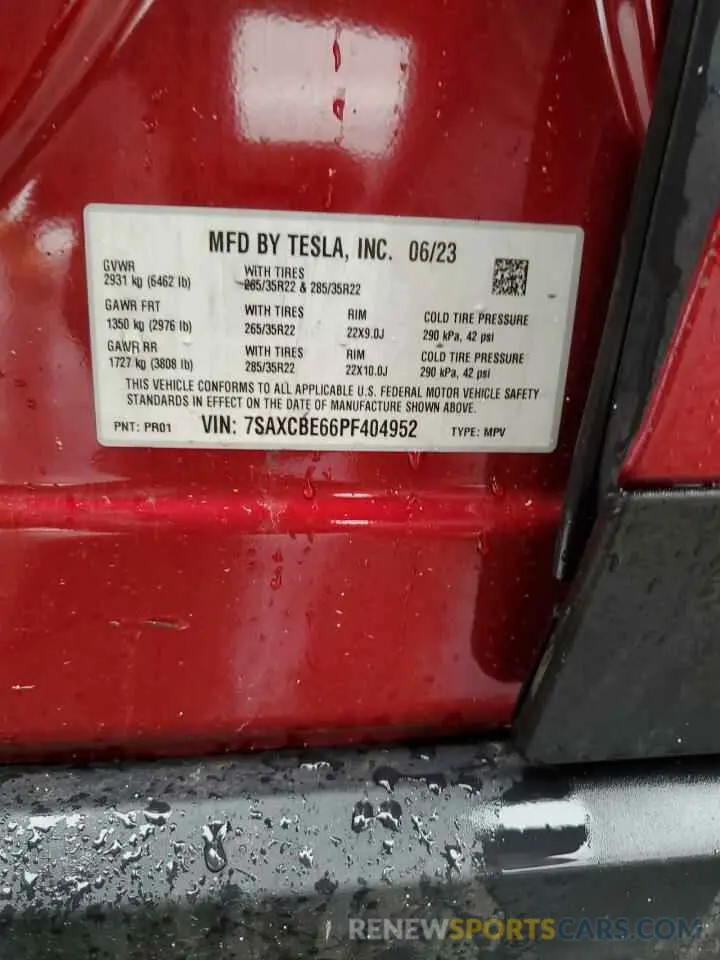 MFD BY TESLA, INC. 06/23
GVWR
2931 kg (6462 lb)
WITH TIRES
265/35R22 & 285/35R22
GAWR FRT
1350 kg (2976 lb)
WITH TIRES
265/35R22
RIM
22X9.0J
COLD TIRE PRESSURE
290 kPa, 42 psi
GAWR RR
1727 kg (3808 lb)
WITH TIRES
285/35R22
RIM
22X10.0J
COLD TIRE PRESSURE
290 kPa, 42 psi
THIS VEHICLE CONFORMS TO ALL APPLICABLE U.S. FEDERAL MOTOR VEHICLE SAFETY
STANDARDS IN EFFECT ON THE DATE OF MANUFACTURE SHOWN ABOVE.
PNT: PR01 VIN: 7SAXCBE66PF404952 TYPE: MPV
RENEWSPORTSCARS.COM